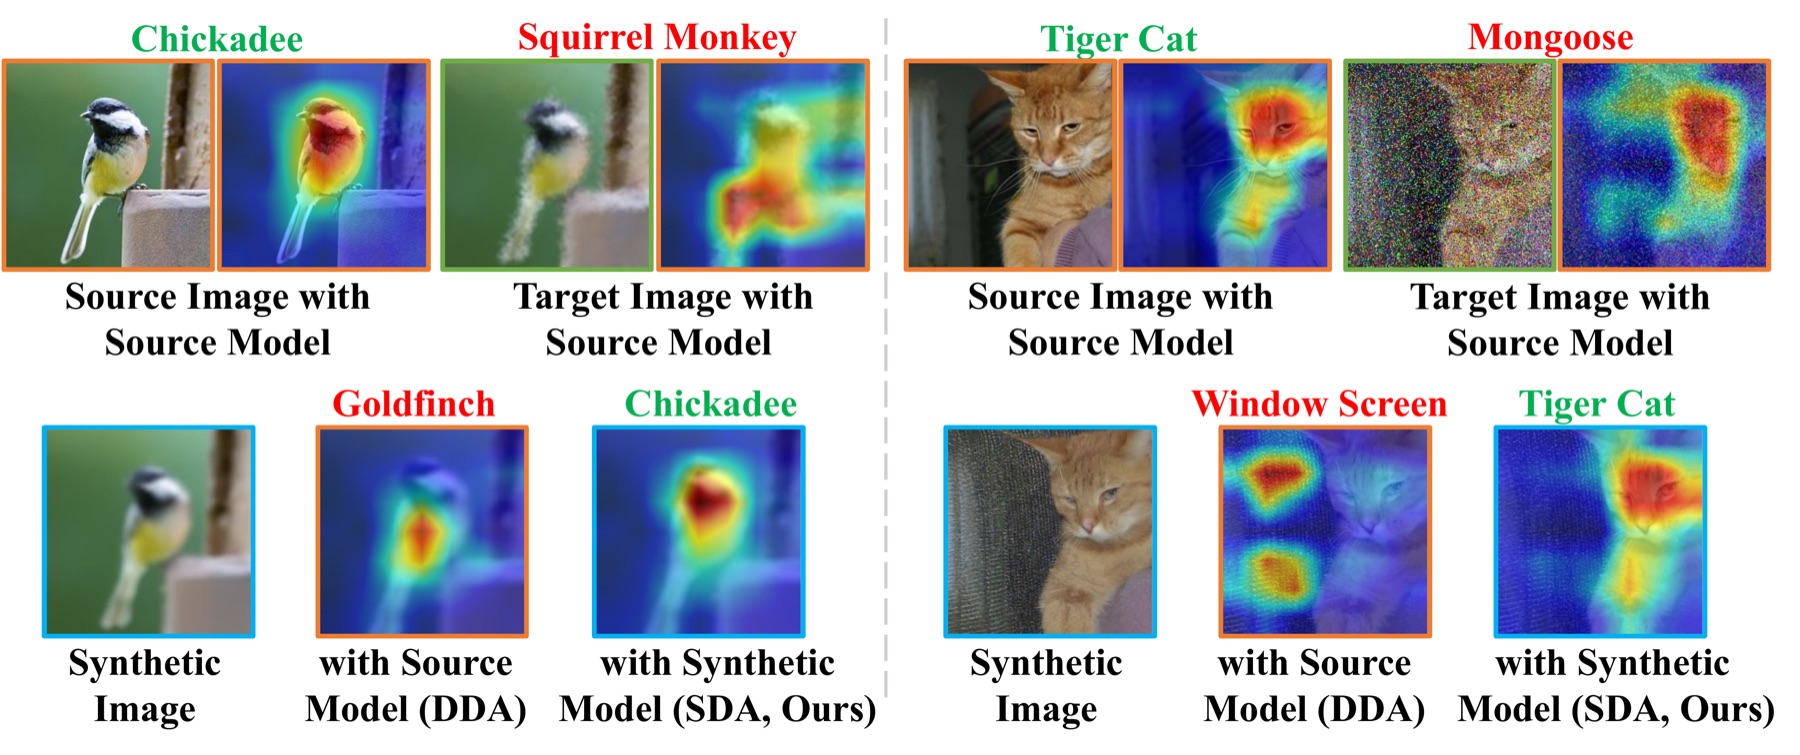 Chickadee
Squirrel Monkey
Source Image with
Source Model
Target Image with
Source Model
Goldfinch
Chickadee
Synthetic
Image
with Source
Model (DDA)
with Synthetic
Model (SDA, Ours)
Tiger Cat
Mongoose
Source Image with
Source Model
Target Image with
Source Model
Window Screen
Tiger Cat
Synthetic
Image
with Source
Model (DDA)
with Synthetic
Model (SDA, Ours)